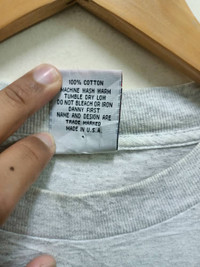 100% COTTON
MACHINE WASH WARM
TUMBLE DRY LOW
DO NOT BLEACH OR IRON
DANNY FIRST
NAME AND DESIGN ARE
TRADE MARKED
MADE IN U.S.A.